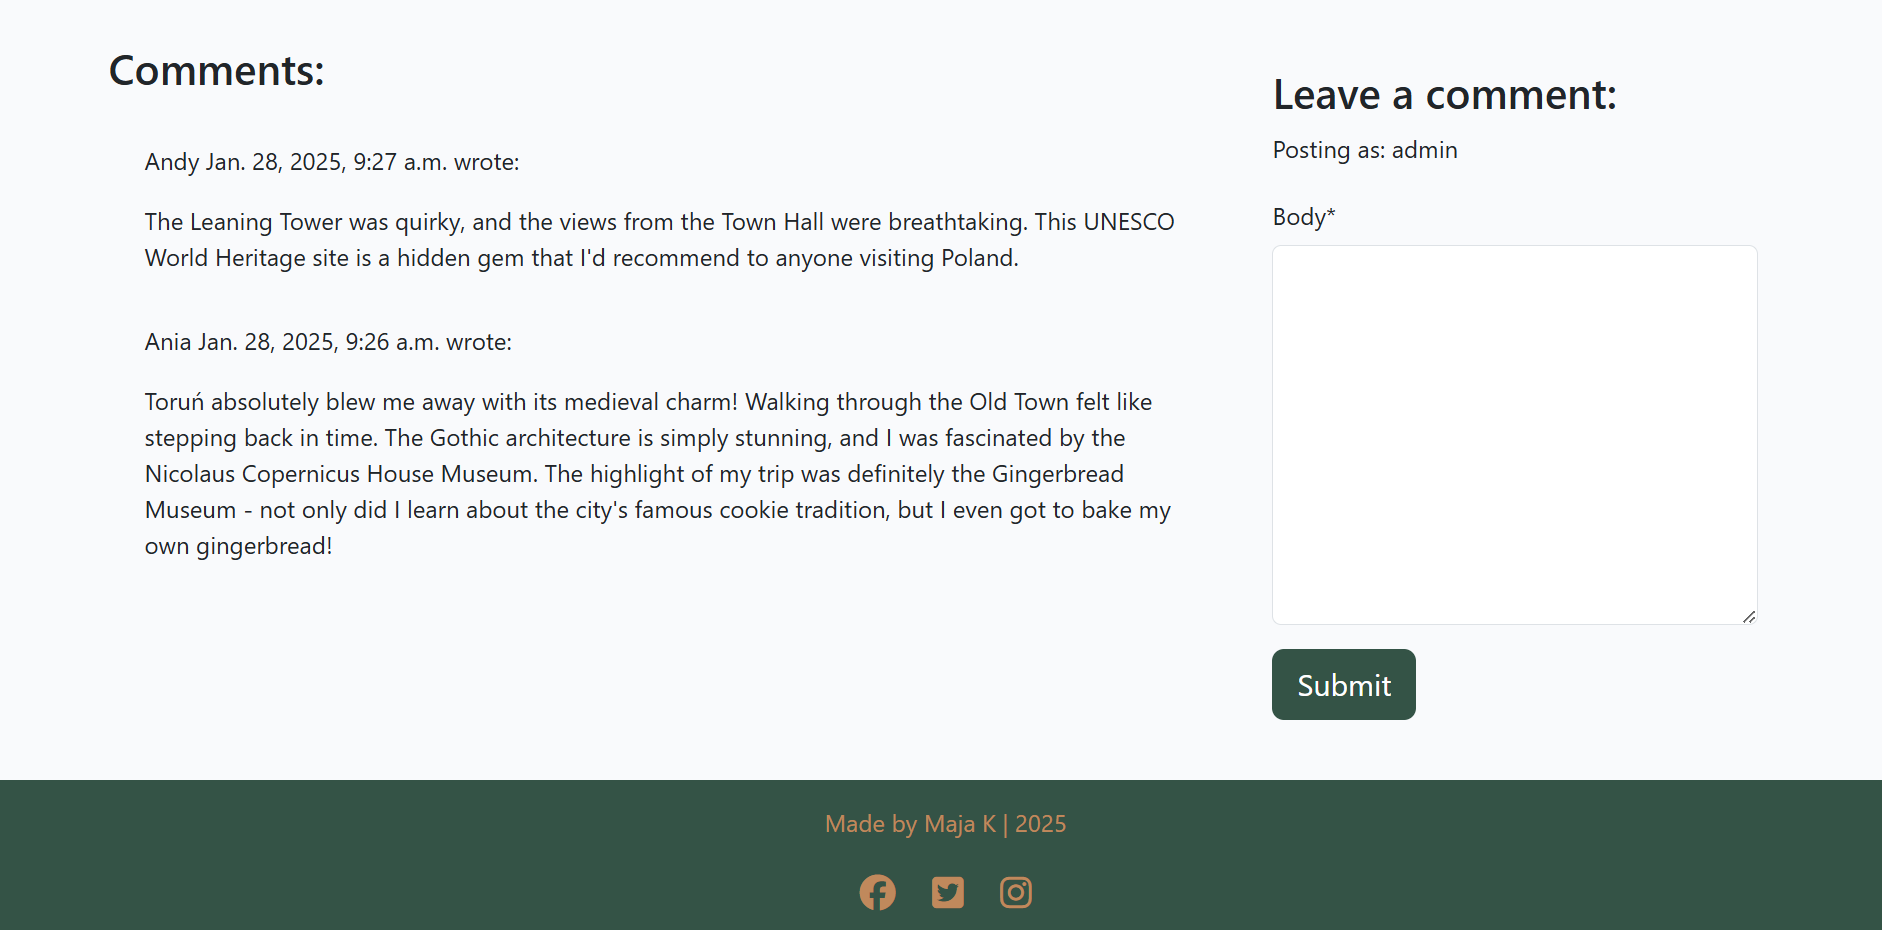 Comments:
Andy Jan. 28, 2025, 9:27 a.m. wrote:
The Leaning Tower was quirky, and the views from the Town Hall were breathtaking. This UNESCO
World Heritage site is a hidden gem that I'd recommend to anyone visiting Poland.
Ania Jan. 28, 2025, 9:26 a.m. wrote:
Toruń absolutely blew me away with its medieval charm! Walking through the Old Town felt like
stepping back in time. The Gothic architecture is simply stunning, and I was fascinated by the
Nicolaus Copernicus House Museum. The highlight of my trip was definitely the Gingerbread
Museum - not only did I learn about the city's famous cookie tradition, but I even got to bake my
own gingerbread!
Leave a comment:
Posting as: admin
Body*
Submit
Made by Maja K | 2025